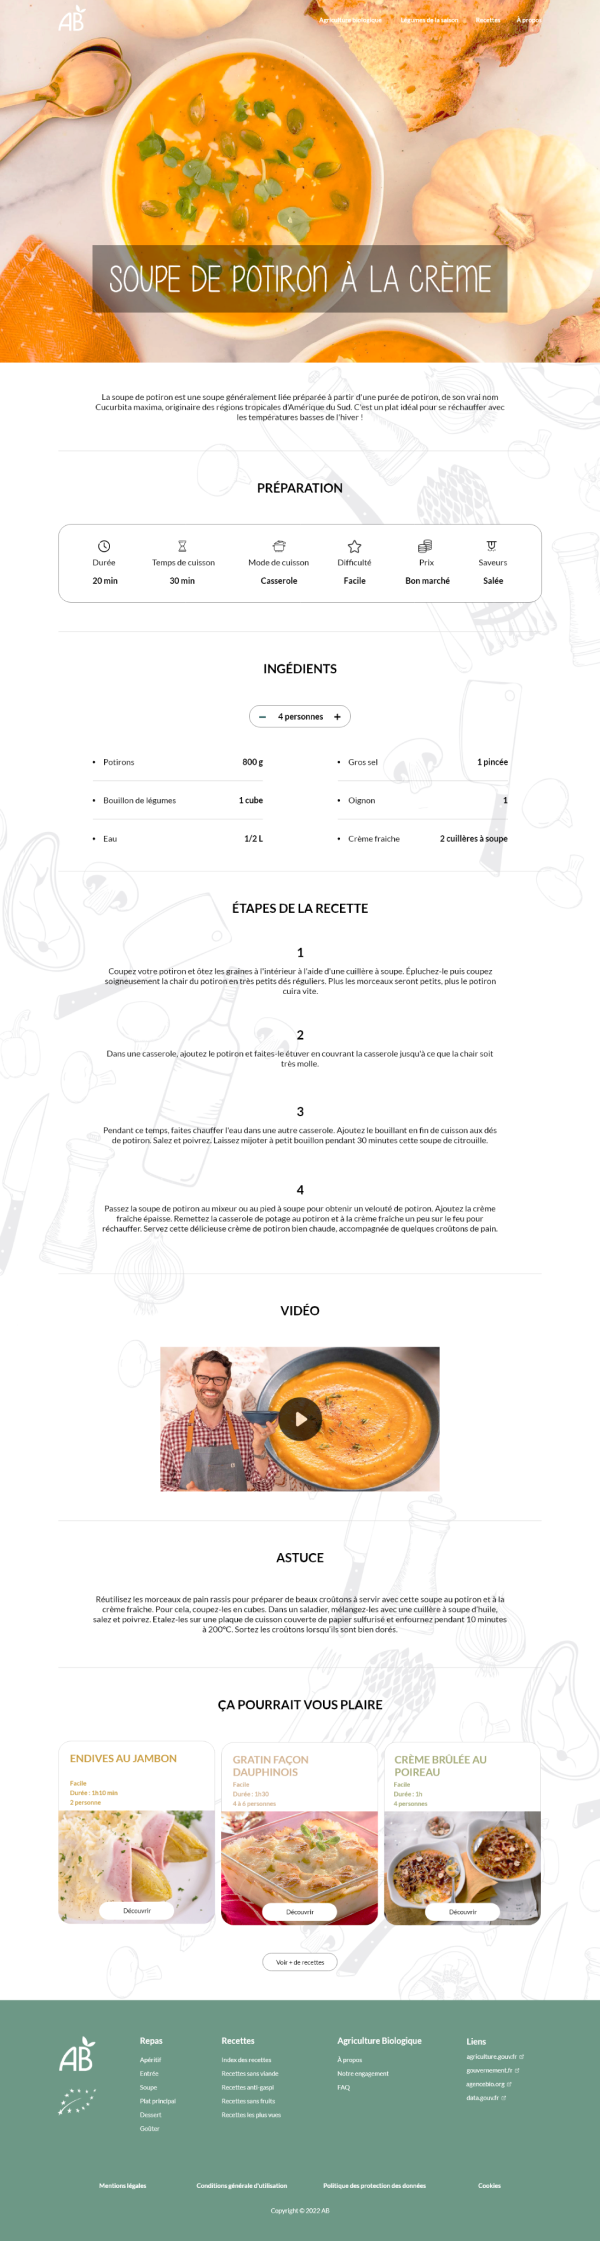 AB
Agriculture biologique Légumes de la saison Recettes À propos
SOUPE DE POTIRON À LA CRÈME
La soupe de potiron est une soupe généralement liée préparée à partir d'une purée de potiron, de son vrai nom
Cucurbita maxima, originaire des régions tropicales d'Amérique du Sud. C'est un plat idéal pour se réchauffer avec
les températures basses de l'hiver !
PRÉPARATION
Durée Temps de cuisson Mode de cuisson Difficulté Prix Saveurs
20 min 30 min Casserole Facile Bon marché Salée
INGÉDIENTS
− 4 personnes +
• Potirons 800 g • Gros sel 1 pincée
• Bouillon de légumes 1 cube • Oignon 1
• Eau 1/2 L • Crème fraiche 2 cuillères à soupe
ÉTAPES DE LA RECETTE
1
Coupez votre potiron et ôtez les graines à l'intérieur à l'aide d'une cuillère à soupe. Épluchez-le puis coupez
soigneusement la chair du potiron en très petits dés réguliers. Plus les morceaux seront petits, plus le potiron
cuira vite.
2
Dans une casserole, ajoutez le potiron et faites-le étuver en couvrant la casserole jusqu'à ce que la chair soit
très molle.
3
Pendant ce temps, faites chauffer l'eau dans une autre casserole. Ajoutez le bouillant en fin de cuisson aux dés
de potiron. Salez et poivrez. Laissez mijoter à petit bouillon pendant 30 minutes cette soupe de citrouille.
4
Passez la soupe de potiron au mixeur ou au pied à soupe pour obtenir un velouté de potiron. Ajoutez la crème
fraîche épaisse. Remettez la casserole de potage au potiron et à la crème fraîche un peu sur le feu pour
réchauffer. Servez cette délicieuse crème de potiron bien chaude, accompagnée de quelques croûtons de pain.
VIDÉO
ASTUCE
Réutilisez les morceaux de pain rassis pour préparer de beaux croûtons à servir avec cette soupe au potiron et à la
crème fraîche. Pour cela, coupez-les en cubes. Dans un saladier, mélangez-les avec une cuillère à soupe d'huile,
salez et poivrez. Etalez-les sur une plaque de cuisson couverte de papier sulfurisé et enfournez pendant 10 minutes
à 200°C. Sortez les croûtons lorsqu'ils sont bien dorés.
ÇA POURRAIT VOUS PLAIRE
ENDIVES AU JAMBON
Facile
Durée : 1h10 min
2 personne
Découvrir
GRATIN FAÇON
DAUPHINOIS
Facile
Durée : 1h30
4 à 6 personnes
Découvrir
CRÈME BRÛLÉE AU
POIREAU
Facile
Durée : 1h
4 personnes
Découvrir
Voir + de recettes
AB
Repas
Apéritif
Entrée
Soupe
Plat principal
Dessert
Goûter
Recettes
Index des recettes
Recettes sans viande
Recettes anti-gaspi
Recettes sans fruits
Recettes les plus vues
Agriculture Biologique
À propos
Notre engagement
FAQ
Liens
agriculture.gouv.fr
gouvernement.fr
agencebio.org
data.gouv.fr
Mentions légales Conditions générale d'utilisation Politique des protection des données Cookies
Copyright © 2022 AB